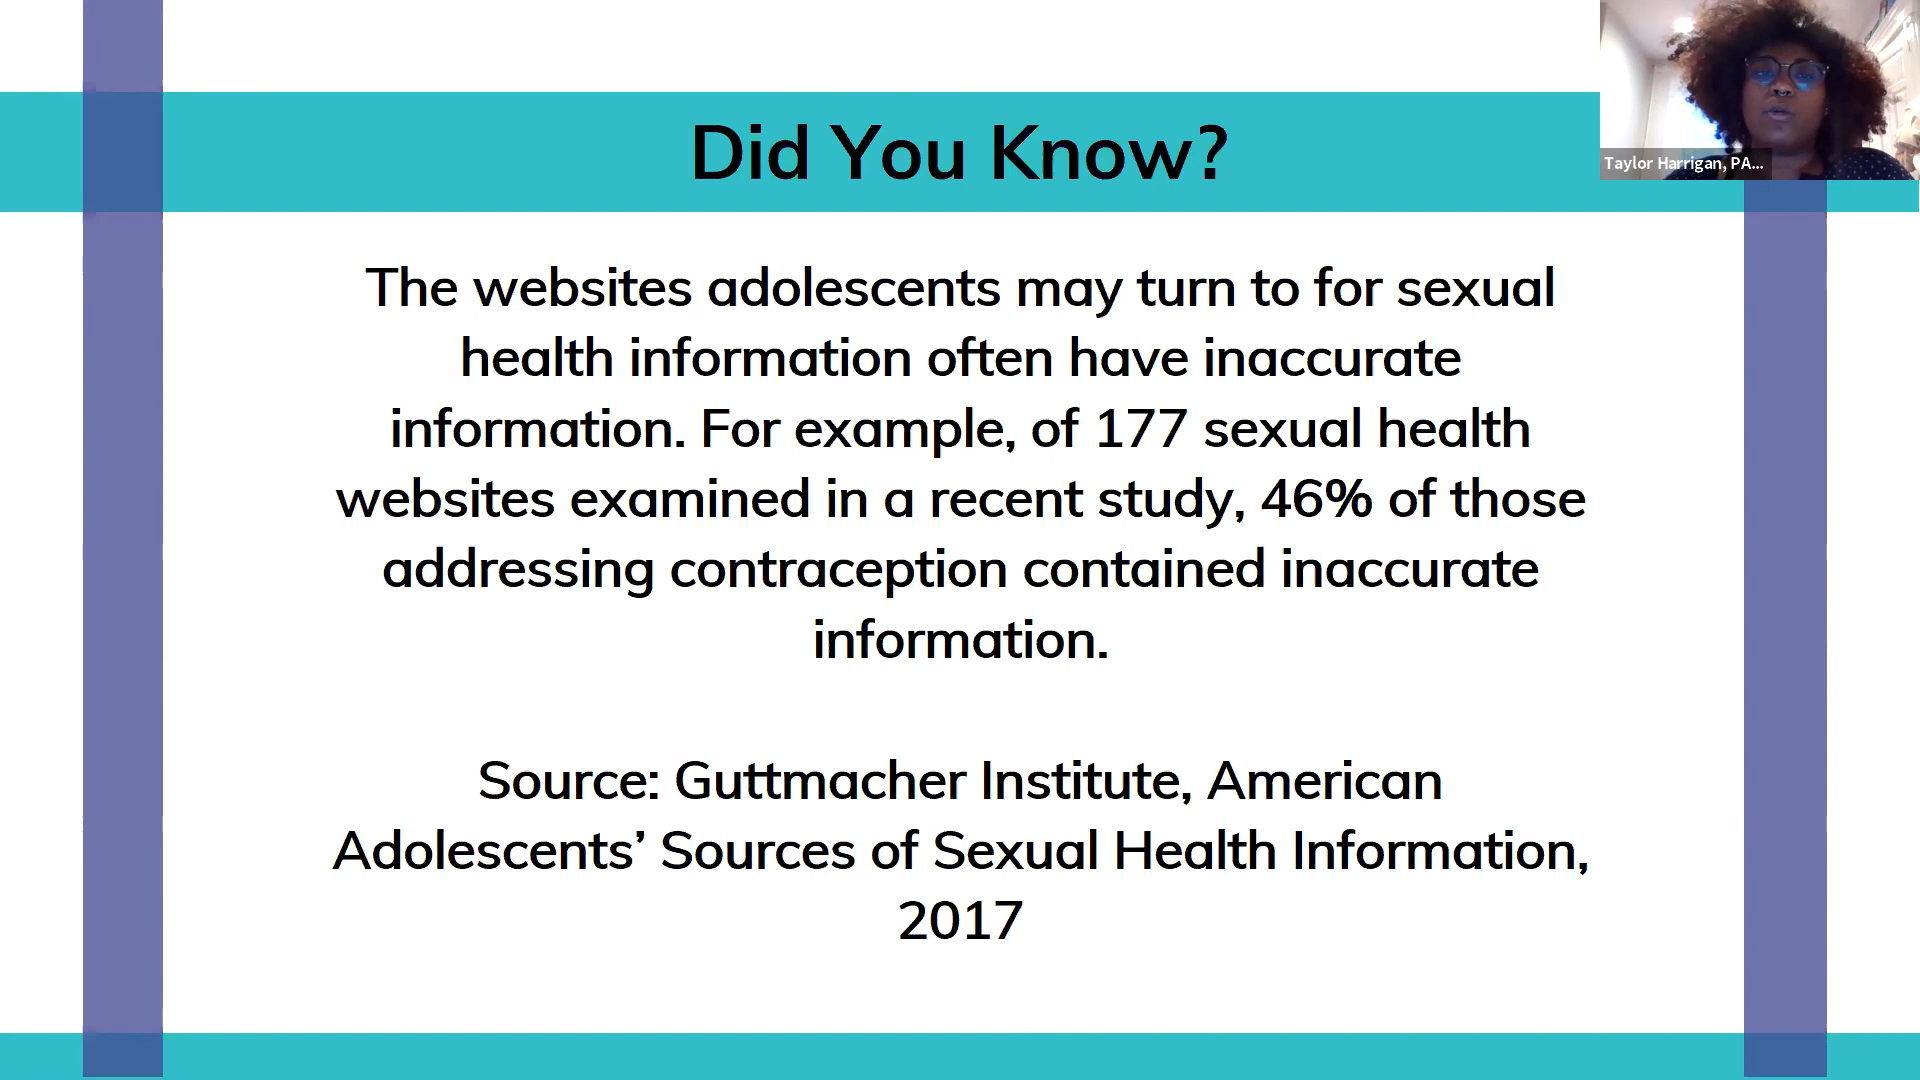 Did You Know?
Taylor Harrigan, PA...
The websites adolescents may turn to for sexual
health information often have inaccurate
information. For example, of 177 sexual health
websites examined in a recent study, 46% of those
addressing contraception contained inaccurate
information.
Source: Guttmacher Institute, American
Adolescents’ Sources of Sexual Health Information,
2017